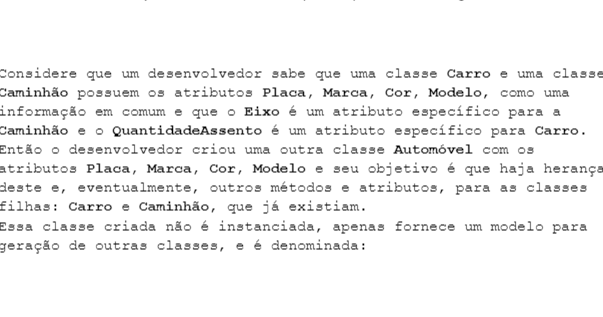 Considere que um desenvolvedor sabe que uma classe Carro e uma classe
Caminhão possuem os atributos Placa, Marca, Cor, Modelo, como uma
informação em comum e que o Eixo é um atributo específico para a
Caminhão e o QuantidadeAssento é um atributo específico para Carro.
Então o desenvolvedor criou uma outra classe Automóvel com os
atributos Placa, Marca, Cor, Modelo e seu objetivo é que haja herança
deste e, eventualmente, outros métodos e atributos, para as classes
filhas: Carro e Caminhão, que já existiam.
Essa classe criada não é instanciada, apenas fornece um modelo para
geração de outras classes, e é denominada: